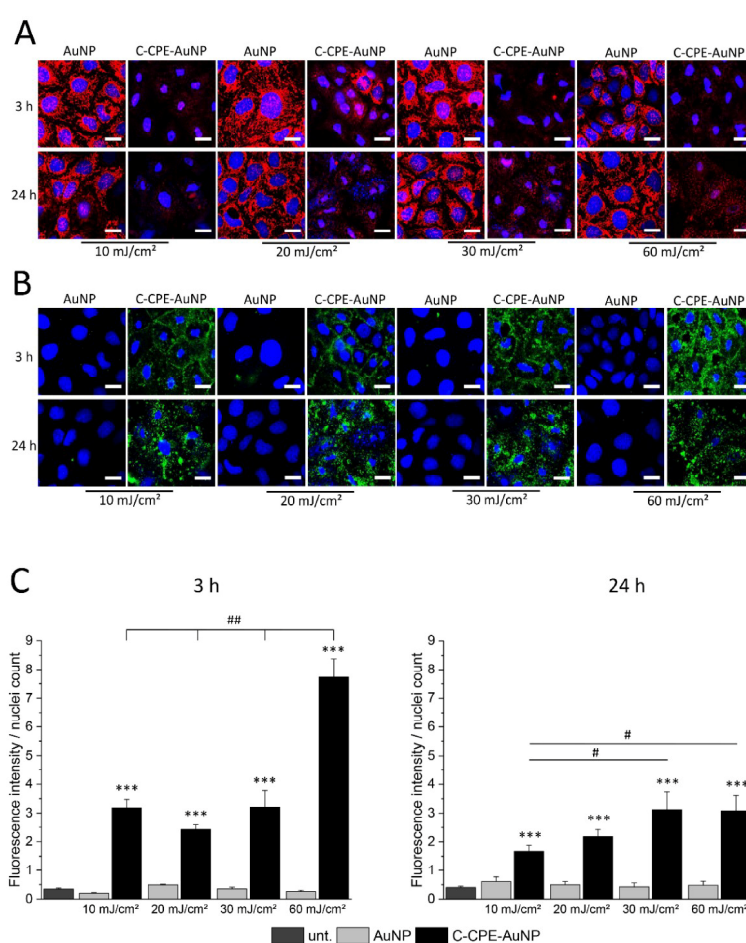 A
AuNP C-CPE-AuNP AuNP C-CPE-AuNP AuNP C-CPE-AuNP AuNP C-CPE-AuNP
3 h
24 h
10 mJ/cm² 20 mJ/cm² 30 mJ/cm² 60 mJ/cm²
B
AuNP C-CPE-AuNP AuNP C-CPE-AuNP AuNP C-CPE-AuNP AuNP C-CPE-AuNP
3 h
24 h
10 mJ/cm² 20 mJ/cm² 30 mJ/cm² 60 mJ/cm²
C
3 h
Fluorescence intensity / nuclei count
9
8
7
6
5
4
3
2
1
0
##
***
***
***
***
10 mJ/cm² 20 mJ/cm² 30 mJ/cm² 60 mJ/cm²
24 h
Fluorescence intensity / nuclei count
9
8
7
6
5
4
3
2
1
0
#
#
***
***
***
***
10 mJ/cm² 20 mJ/cm² 30 mJ/cm² 60 mJ/cm²
unt. AuNP C-CPE-AuNP